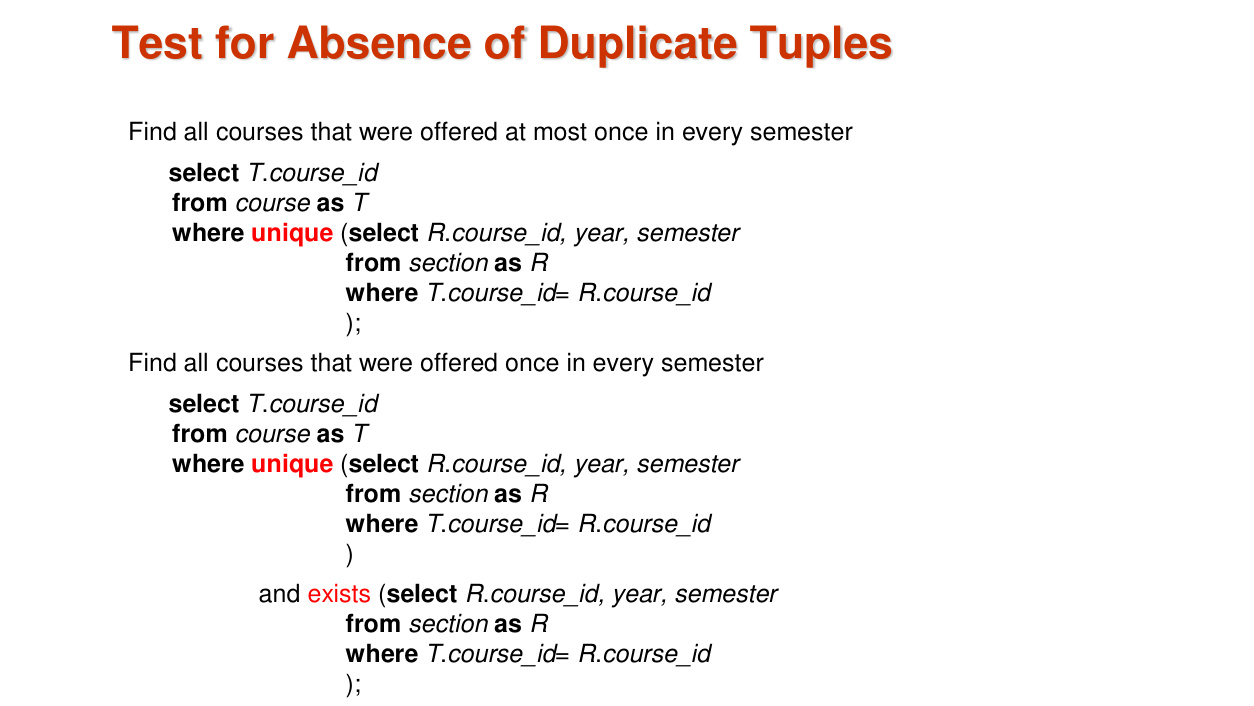 Test for Absence of Duplicate Tuples
Find all courses that were offered at most once in every semester
select T.course_id
from course as T
where unique (select R.course_id, year, semester
from section as R
where T.course_id= R.course_id
);
Find all courses that were offered once in every semester
select T.course_id
from course as T
where unique (select R.course_id, year, semester
from section as R
where T.course_id= R.course_id
)
and exists (select R.course_id, year, semester
from section as R
where T.course_id= R.course_id
);